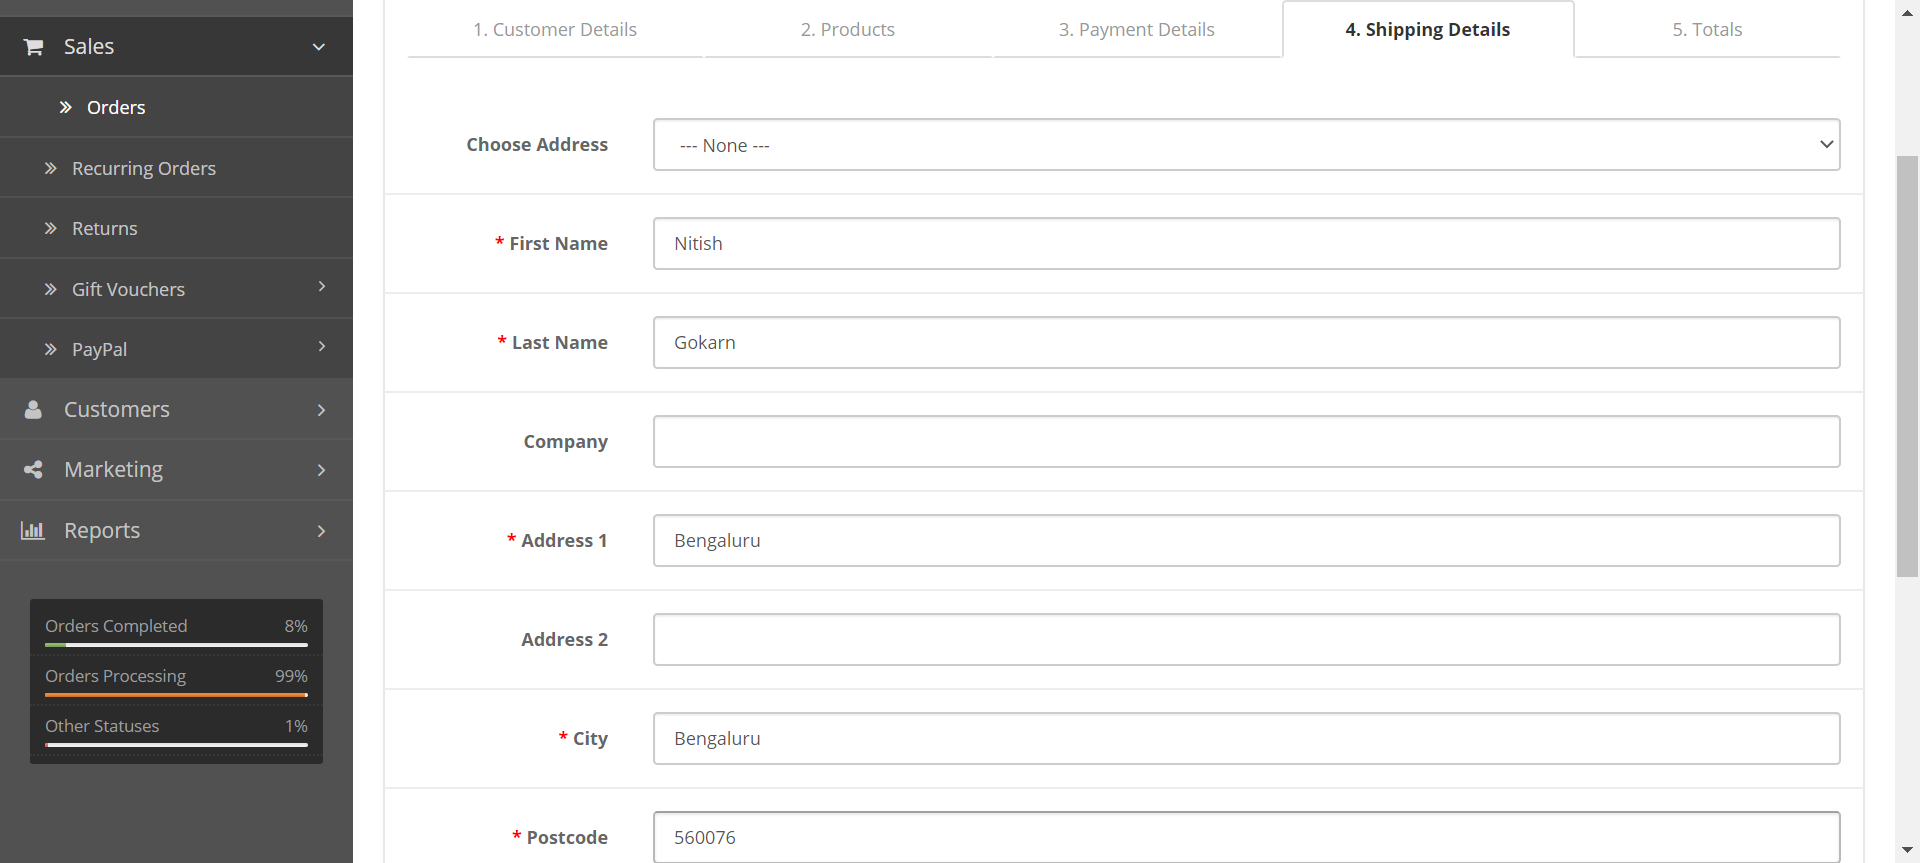 Sales
Orders
Recurring Orders
Returns
Gift Vouchers
PayPal
Customers
Marketing
Reports
Orders Completed 8%
Orders Processing 99%
Other Statuses 1%
1. Customer Details 2. Products 3. Payment Details 4. Shipping Details 5. Totals
Choose Address --- None ---
* First Name Nitish
* Last Name Gokarn
Company
* Address 1 Bengaluru
Address 2
* City Bengaluru
* Postcode 560076